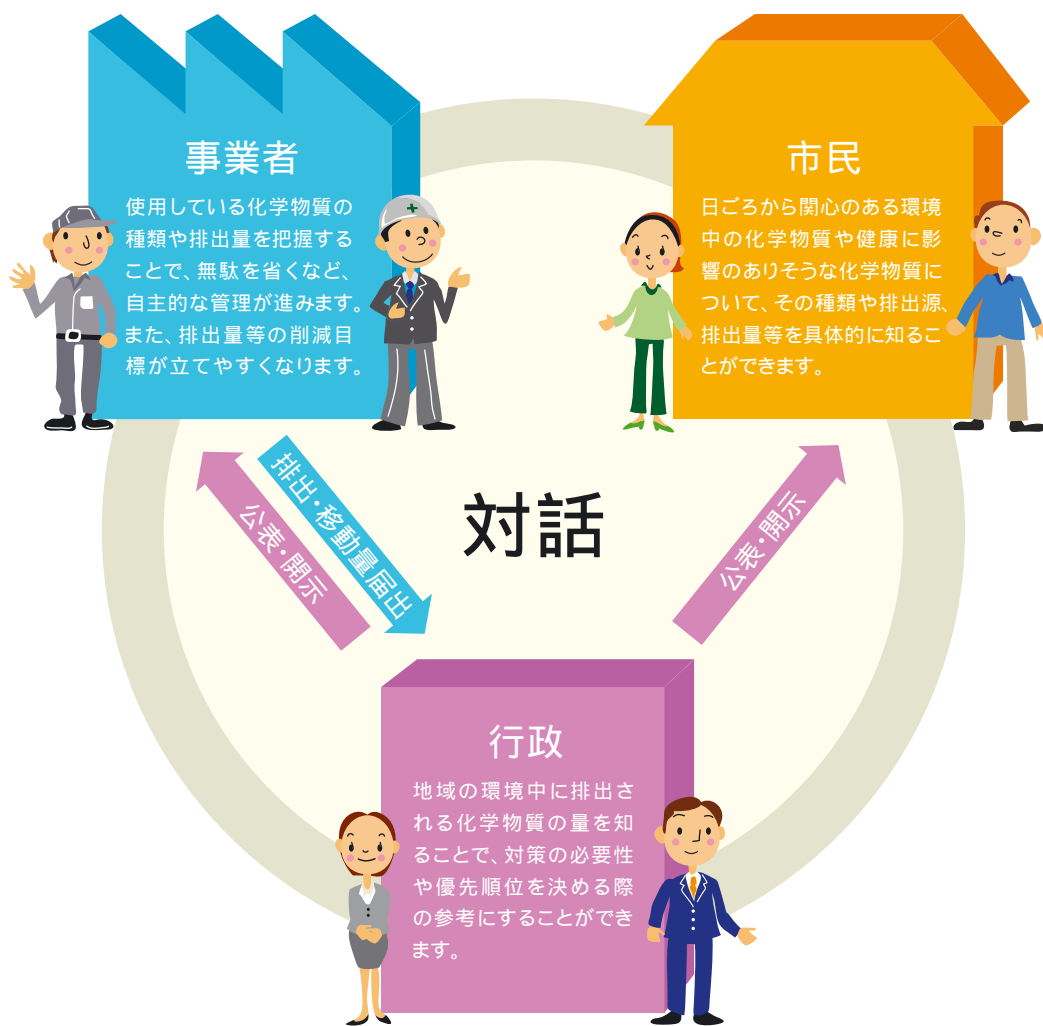 事業者
使用している化学物質の
種類や排出量を把握する
ことで、無駄を省くなど、
自主的な管理が進みます。
また、排出量等の削減目
標が立てやすくなります。
市民
日ごろから関心のある環境
中の化学物質や健康に影
響のありそうな化学物質に
ついて、その種類や排出源、
排出量等を具体的に知るこ
とができます。
排出・移動量届出
公表・開示
対話
公表・開示
行政
地域の環境中に排出さ
れる化学物質の量を知
ることで、対策の必要性
や優先順位を決める際
の参考にすることができ
ます。